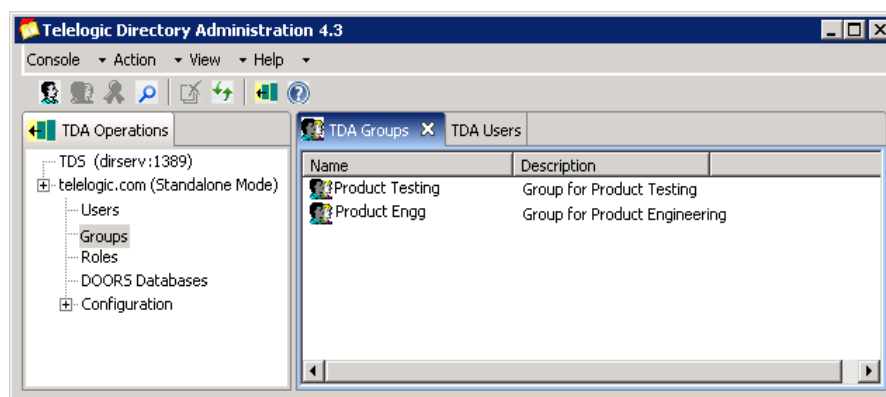 Telelogic Directory Administration 4.3
Console Action View Help
TDA Operations
TDS (dirserv:1389)
telelogic.com (Standalone Mode)
Users
Groups
Roles
DOORS Databases
Configuration
TDA Groups TDA Users
Name Description
Product Testing Group for Product Testing
Product Engg Group for Product Engineering